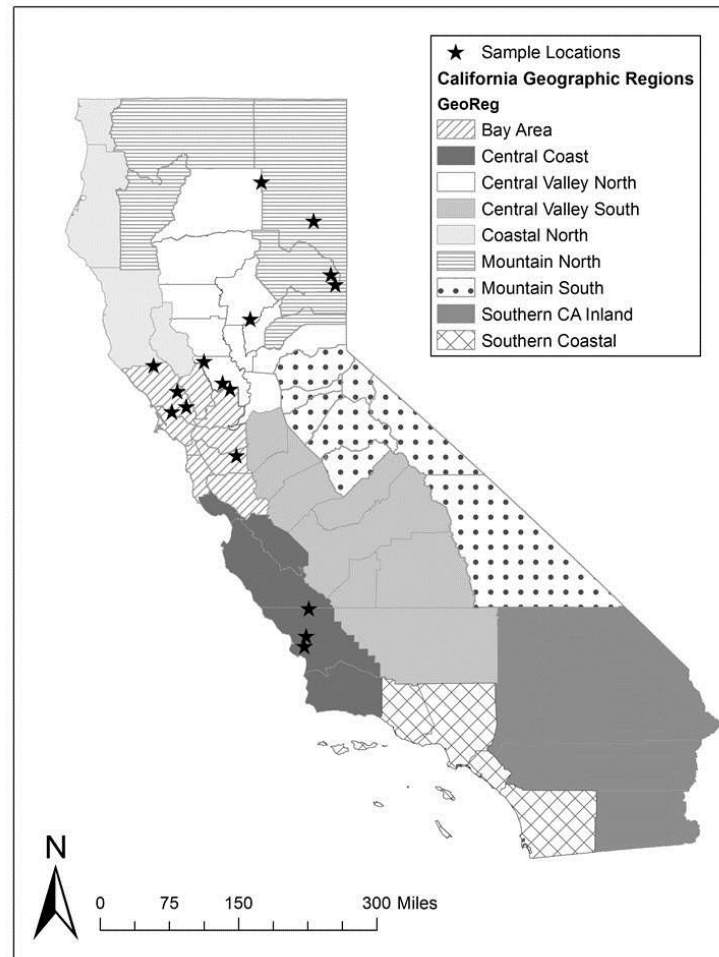 Sample Locations
California Geographic Regions
GeoReg
Bay Area
Central Coast
Central Valley North
Central Valley South
Coastal North
Mountain North
Mountain South
Southern CA Inland
Southern Coastal
N
0 75 150 300 Miles